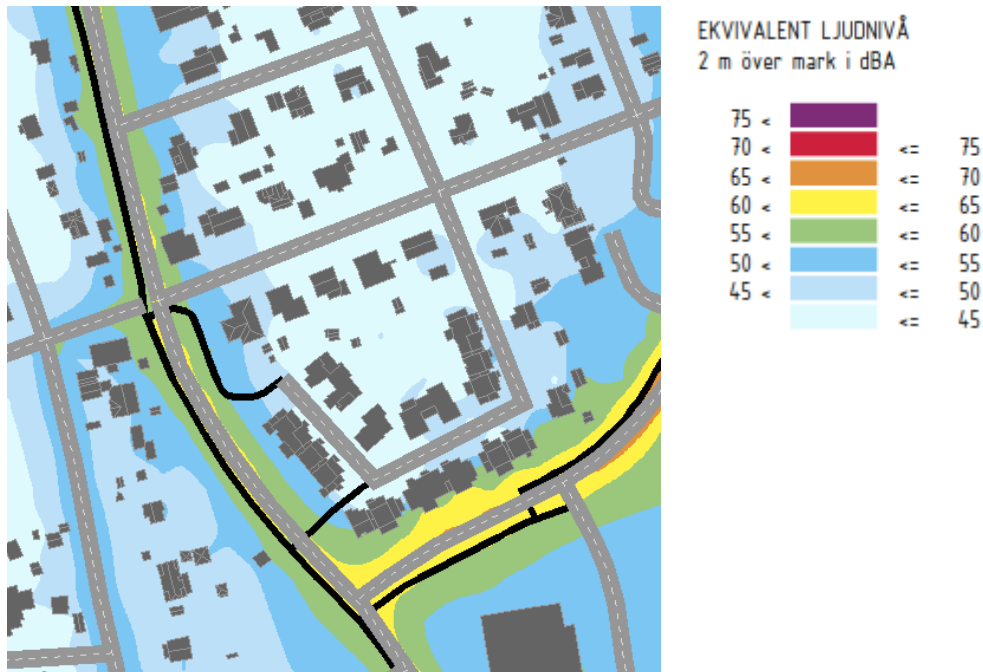 EKVIVALENT LJUDNIVÅ
2 m över mark i dBA
75 <
70 < <= 75
65 < <= 70
60 < <= 65
55 < <= 60
50 < <= 55
45 < <= 50
<= 45